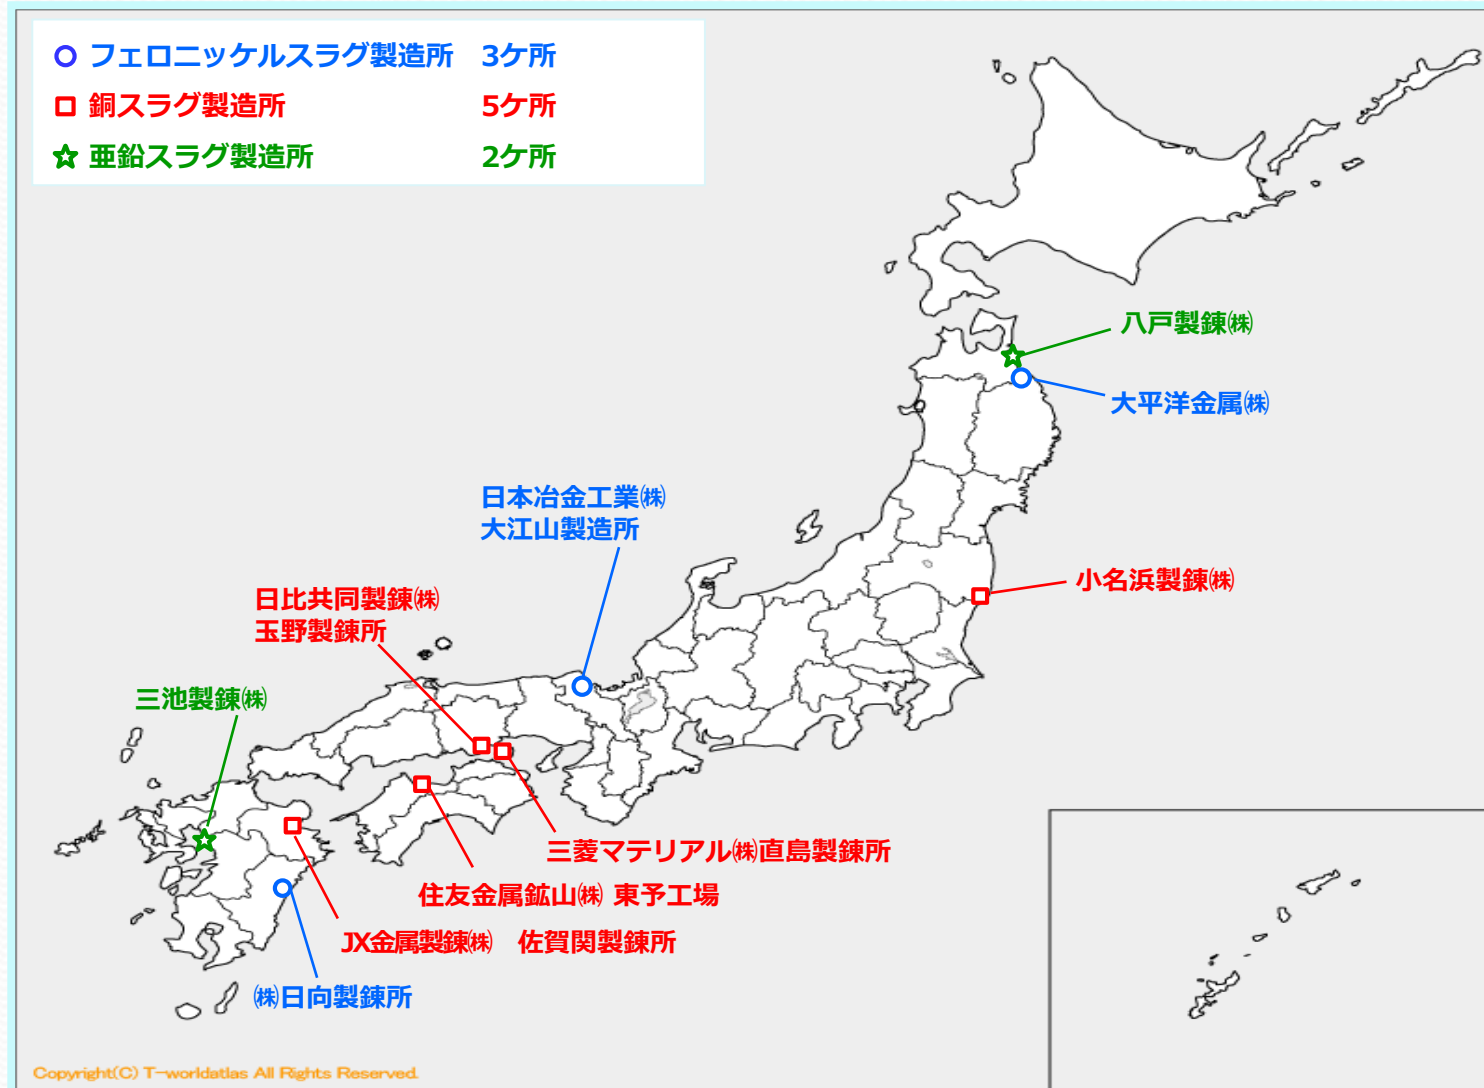 フェロニッケルスラグ製造所 3ケ所
銅スラグ製造所 5ケ所
亜鉛スラグ製造所 2ケ所
八戸製錬㈱
大平洋金属㈱
日本冶金工業㈱
大江山製造所
小名浜製錬㈱
日比共同製錬㈱
玉野製錬所
三池製錬㈱
三菱マテリアル㈱直島製錬所
住友金属鉱山㈱ 東予工場
JX金属製錬㈱ 佐賀関製錬所
㈱日向製錬所
Copyright(C) T-worldatlas All Rights Reserved.